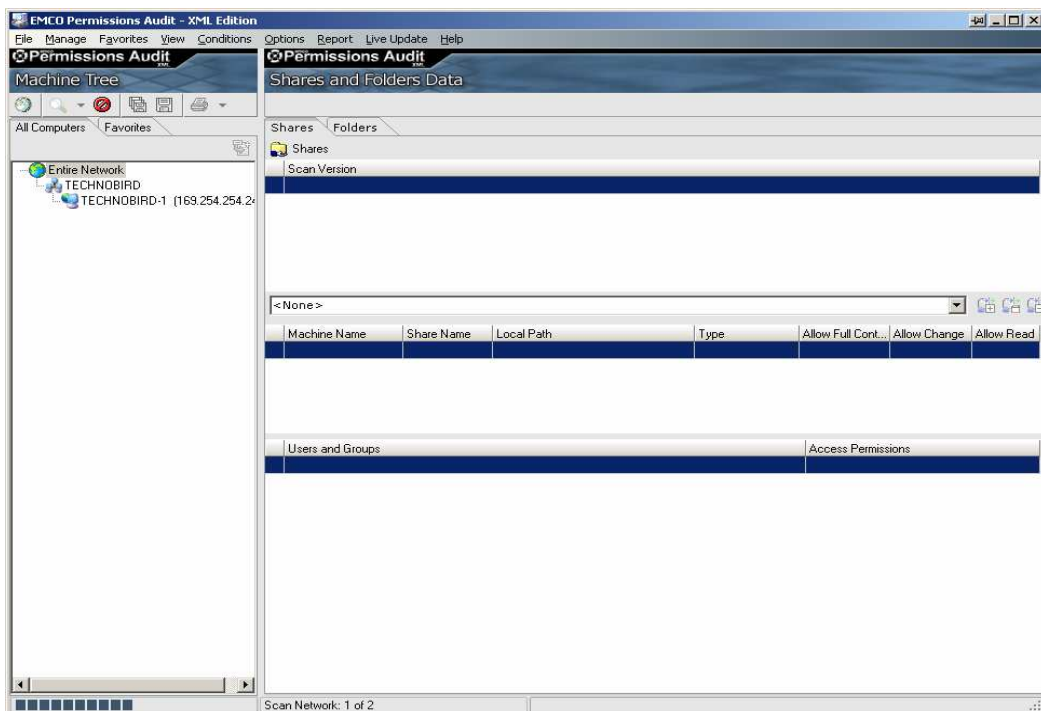 EMCO Permissions Audit - XML Edition
File Manage Favorites View Conditions Options Report Live Update Help
Permissions Audit
XML
Machine Tree
Permissions Audit
XML
Shares and Folders Data
All Computers Favorites
Entire Network
TECHNOBIRD
TECHNOBIRD-1 (169.254.254.24
Shares Folders
Shares
Scan Version
<None>
Machine Name Share Name Local Path Type Allow Full Cont... Allow Change Allow Read
Users and Groups Access Permissions
Scan Network: 1 of 2